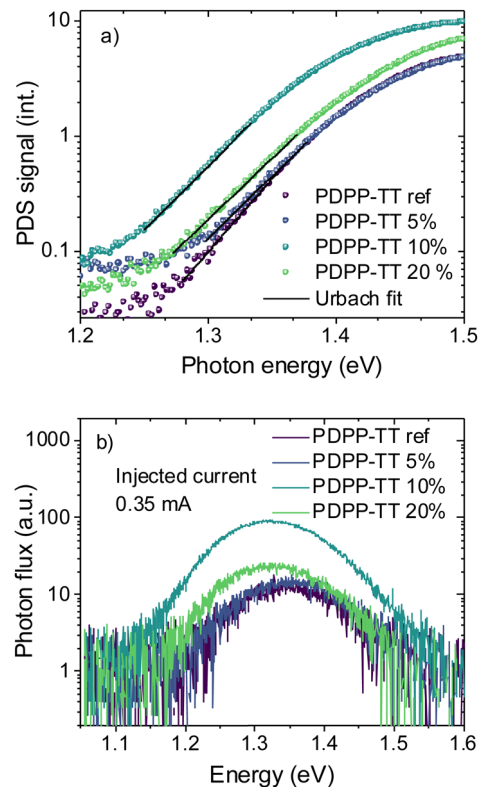 a)
PDS signal (int.)
10
1
0.1
PDPP-TT ref
PDPP-TT 5%
PDPP-TT 10%
PDPP-TT 20 %
Urbach fit
1.2 1.3 1.4 1.5
Photon energy (eV)
b)
Photon flux (a.u.)
1000
100
10
1
Injected current
0.35 mA
PDPP-TT ref
PDPP-TT 5%
PDPP-TT 10%
PDPP-TT 20%
1.1 1.2 1.3 1.4 1.5 1.6
Energy (eV)